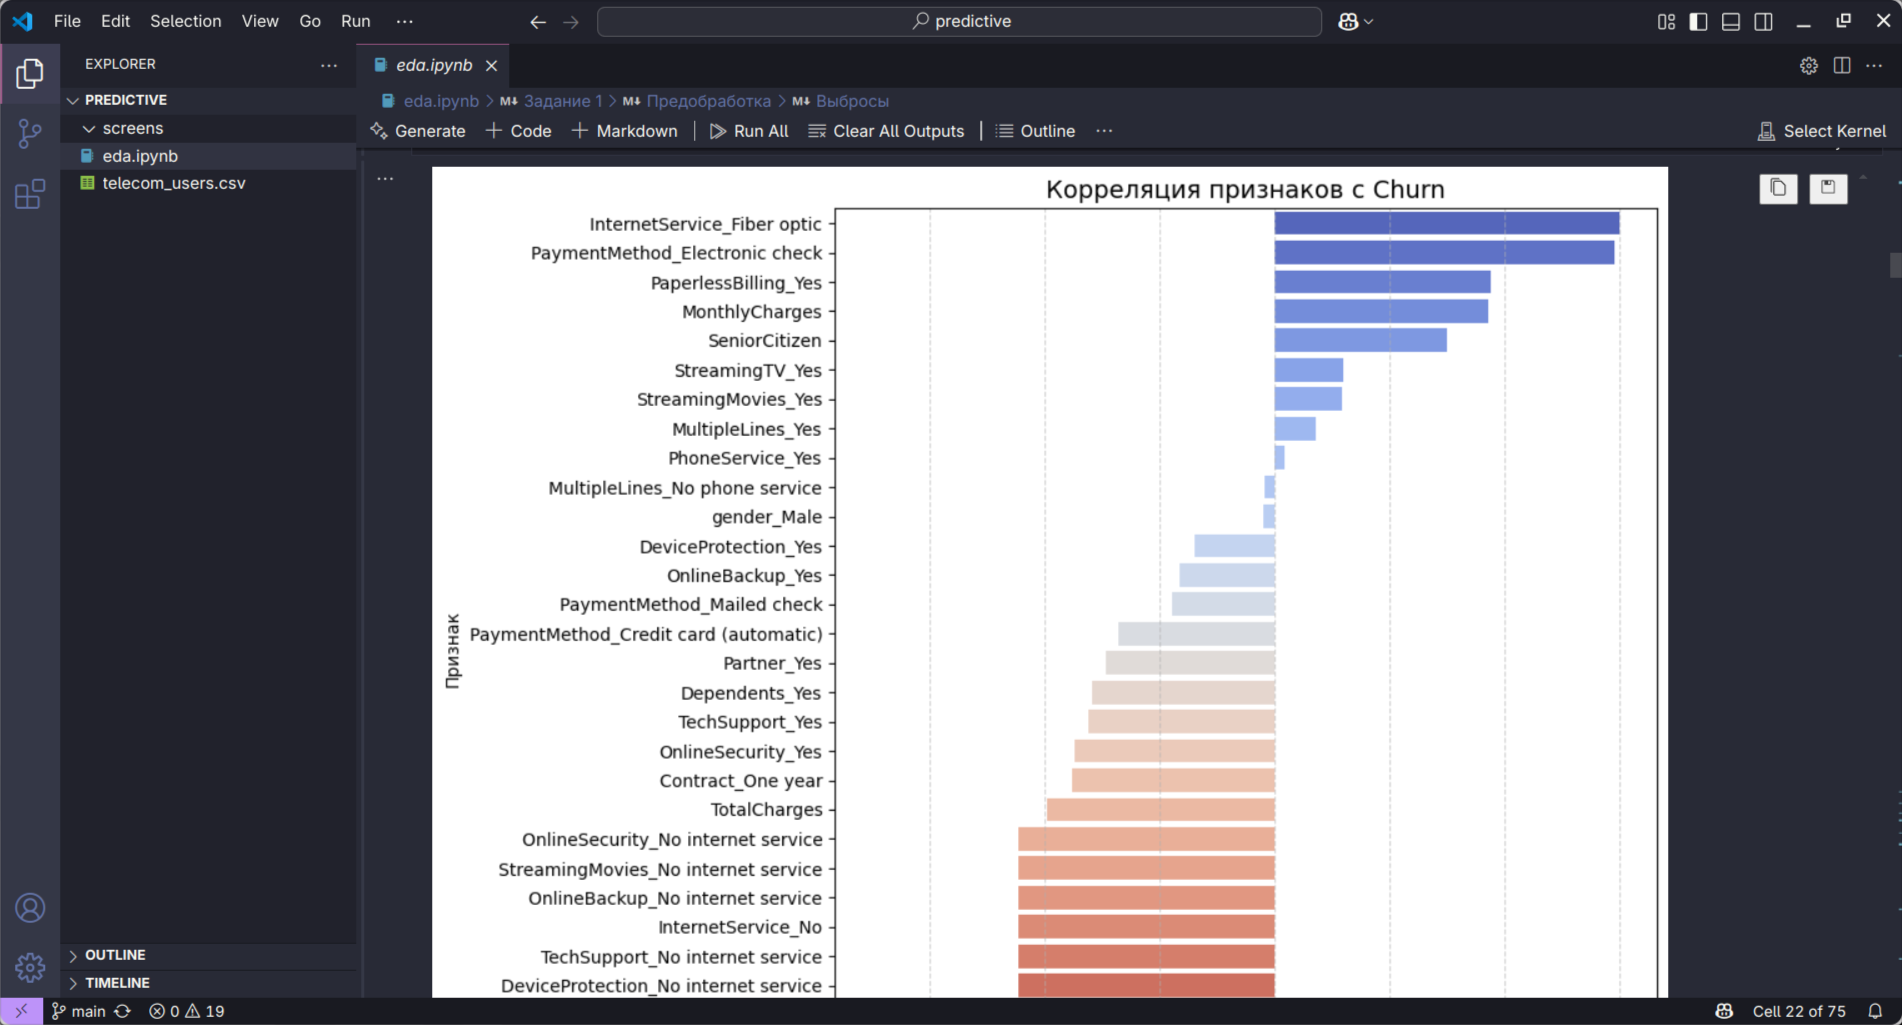 File Edit Selection View Go Run ···
predictive
EXPLORER ···
PREDICTIVE
screens
eda.ipynb
telecom_users.csv
OUTLINE
TIMELINE
eda.ipynb
eda.ipynb > M↓ Задание 1 > M↓ Предобработка > M↓ Выбросы
Generate + Code + Markdown | Run All Clear All Outputs | Outline ···
Select Kernel
Корреляция признаков с Churn
Признак
InternetService_Fiber optic
PaymentMethod_Electronic check
PaperlessBilling_Yes
MonthlyCharges
SeniorCitizen
StreamingTV_Yes
StreamingMovies_Yes
MultipleLines_Yes
PhoneService_Yes
MultipleLines_No phone service
gender_Male
DeviceProtection_Yes
OnlineBackup_Yes
PaymentMethod_Mailed check
PaymentMethod_Credit card (automatic)
Partner_Yes
Dependents_Yes
TechSupport_Yes
OnlineSecurity_Yes
Contract_One year
TotalCharges
OnlineSecurity_No internet service
StreamingMovies_No internet service
OnlineBackup_No internet service
InternetService_No
TechSupport_No internet service
DeviceProtection_No internet service
main 0 19
Cell 22 of 75